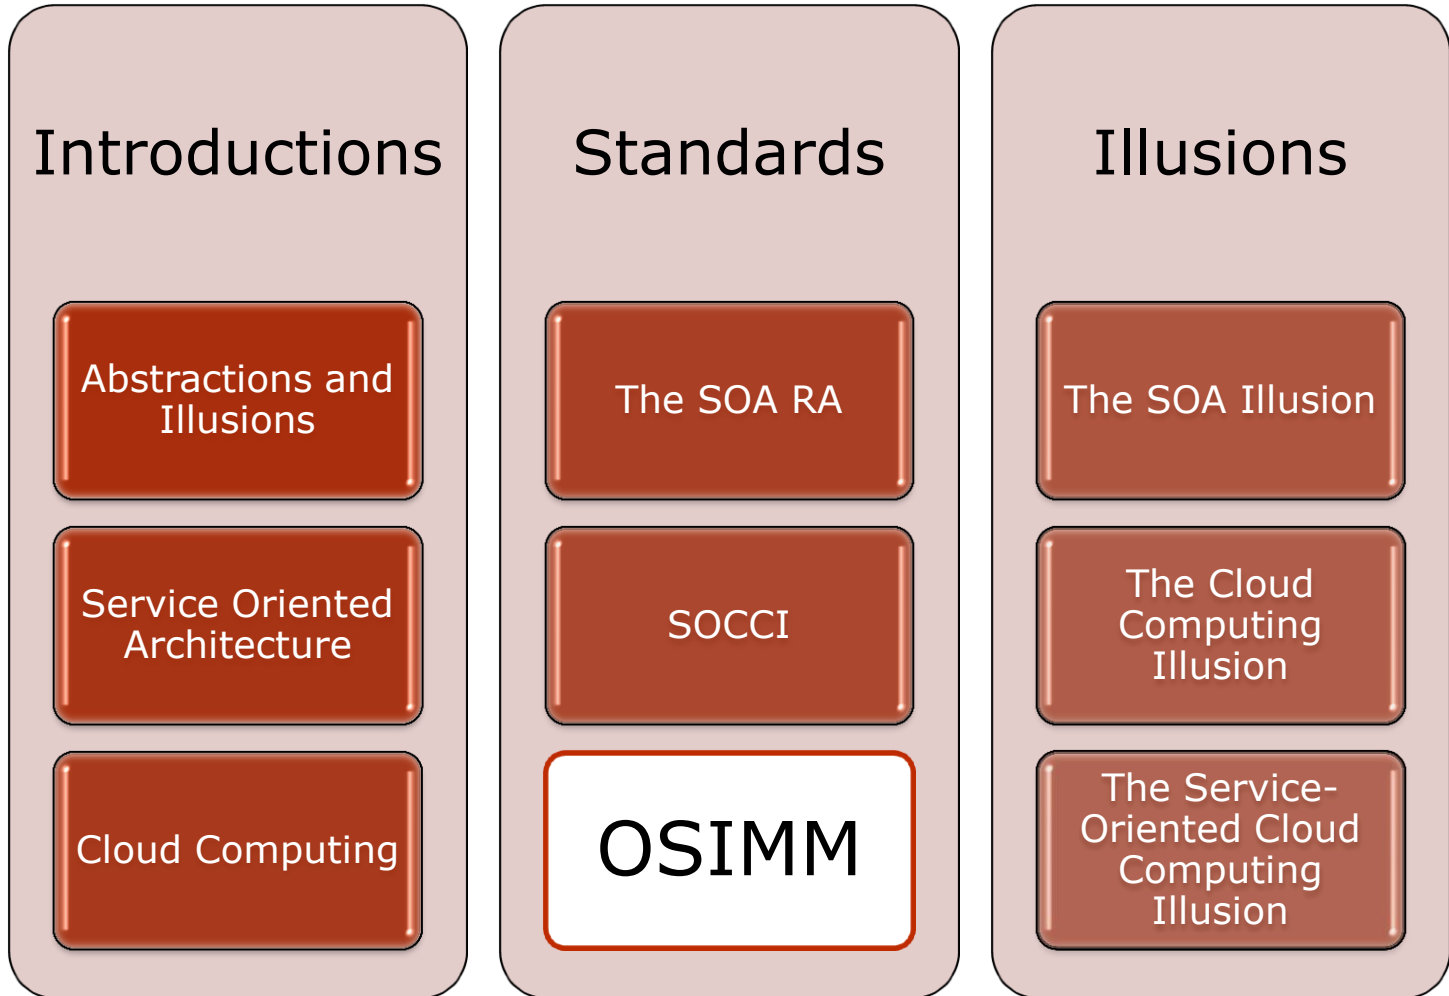 Introductions
Abstractions and
Illusions
Service Oriented
Architecture
Cloud Computing
Standards
The SOA RA
SOCCI
OSIMM
Illusions
The SOA Illusion
The Cloud
Computing
Illusion
The Service-
Oriented Cloud
Computing
Illusion